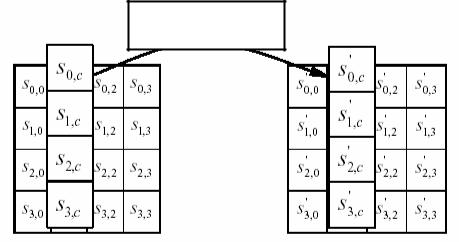 s0,0 s0,c s0,2 s0,3 s'0,0 s'0,c s'0,2 s'0,3
s1,0 s1,c s1,2 s1,3 s'1,0 s'1,c s'1,2 s'1,3
s2,0 s2,c s2,2 s2,3 s'2,0 s'2,c s'2,2 s'2,3
s3,0 s3,c s3,2 s3,3 s'3,0 s'3,c s'3,2 s'3,3